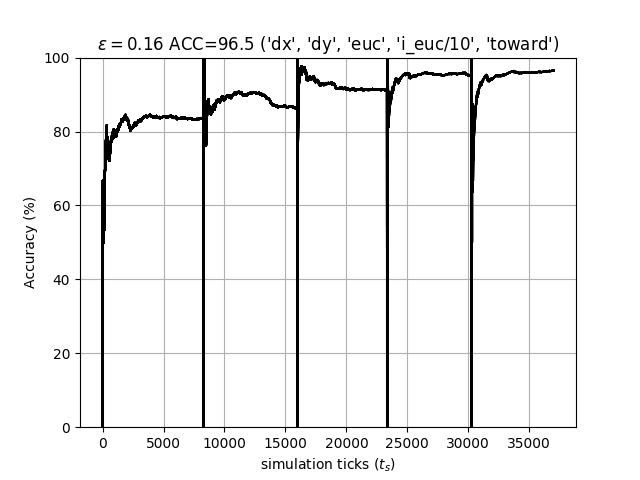 ε = 0.16 ACC=96.5 ('dx', 'dy', 'euc', 'i_euc/10', 'toward')
100
80
60
40
20
0
Accuracy (%)
0 5000 10000 15000 20000 25000 30000 35000
simulation ticks (tₛ)